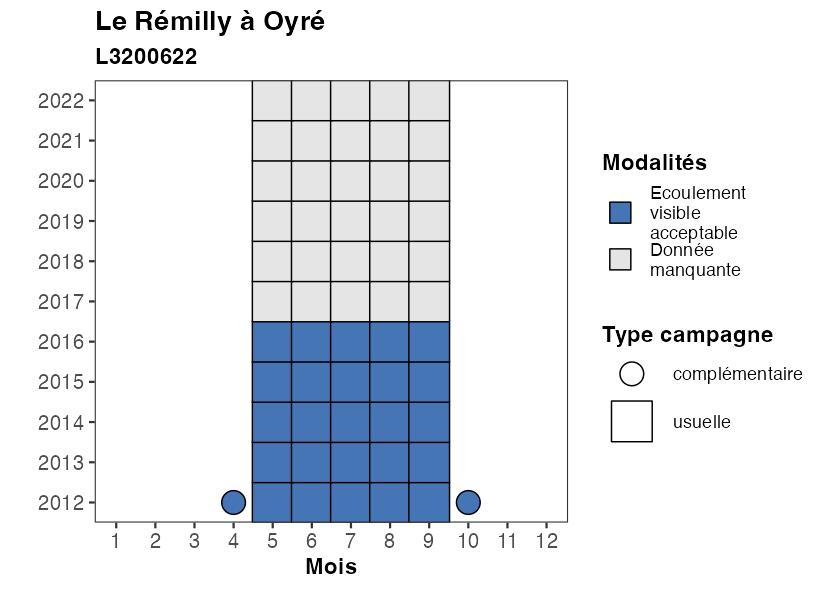 Le Rémilly à Oyré
L3200622
2022
2021
2020
2019
2018
2017
2016
2015
2014
2013
2012
1 2 3 4 5 6 7 8 9 10 11 12
Mois
Modalités
Ecoulement
visible
acceptable
Donnée
manquante
Type campagne
complémentaire
usuelle